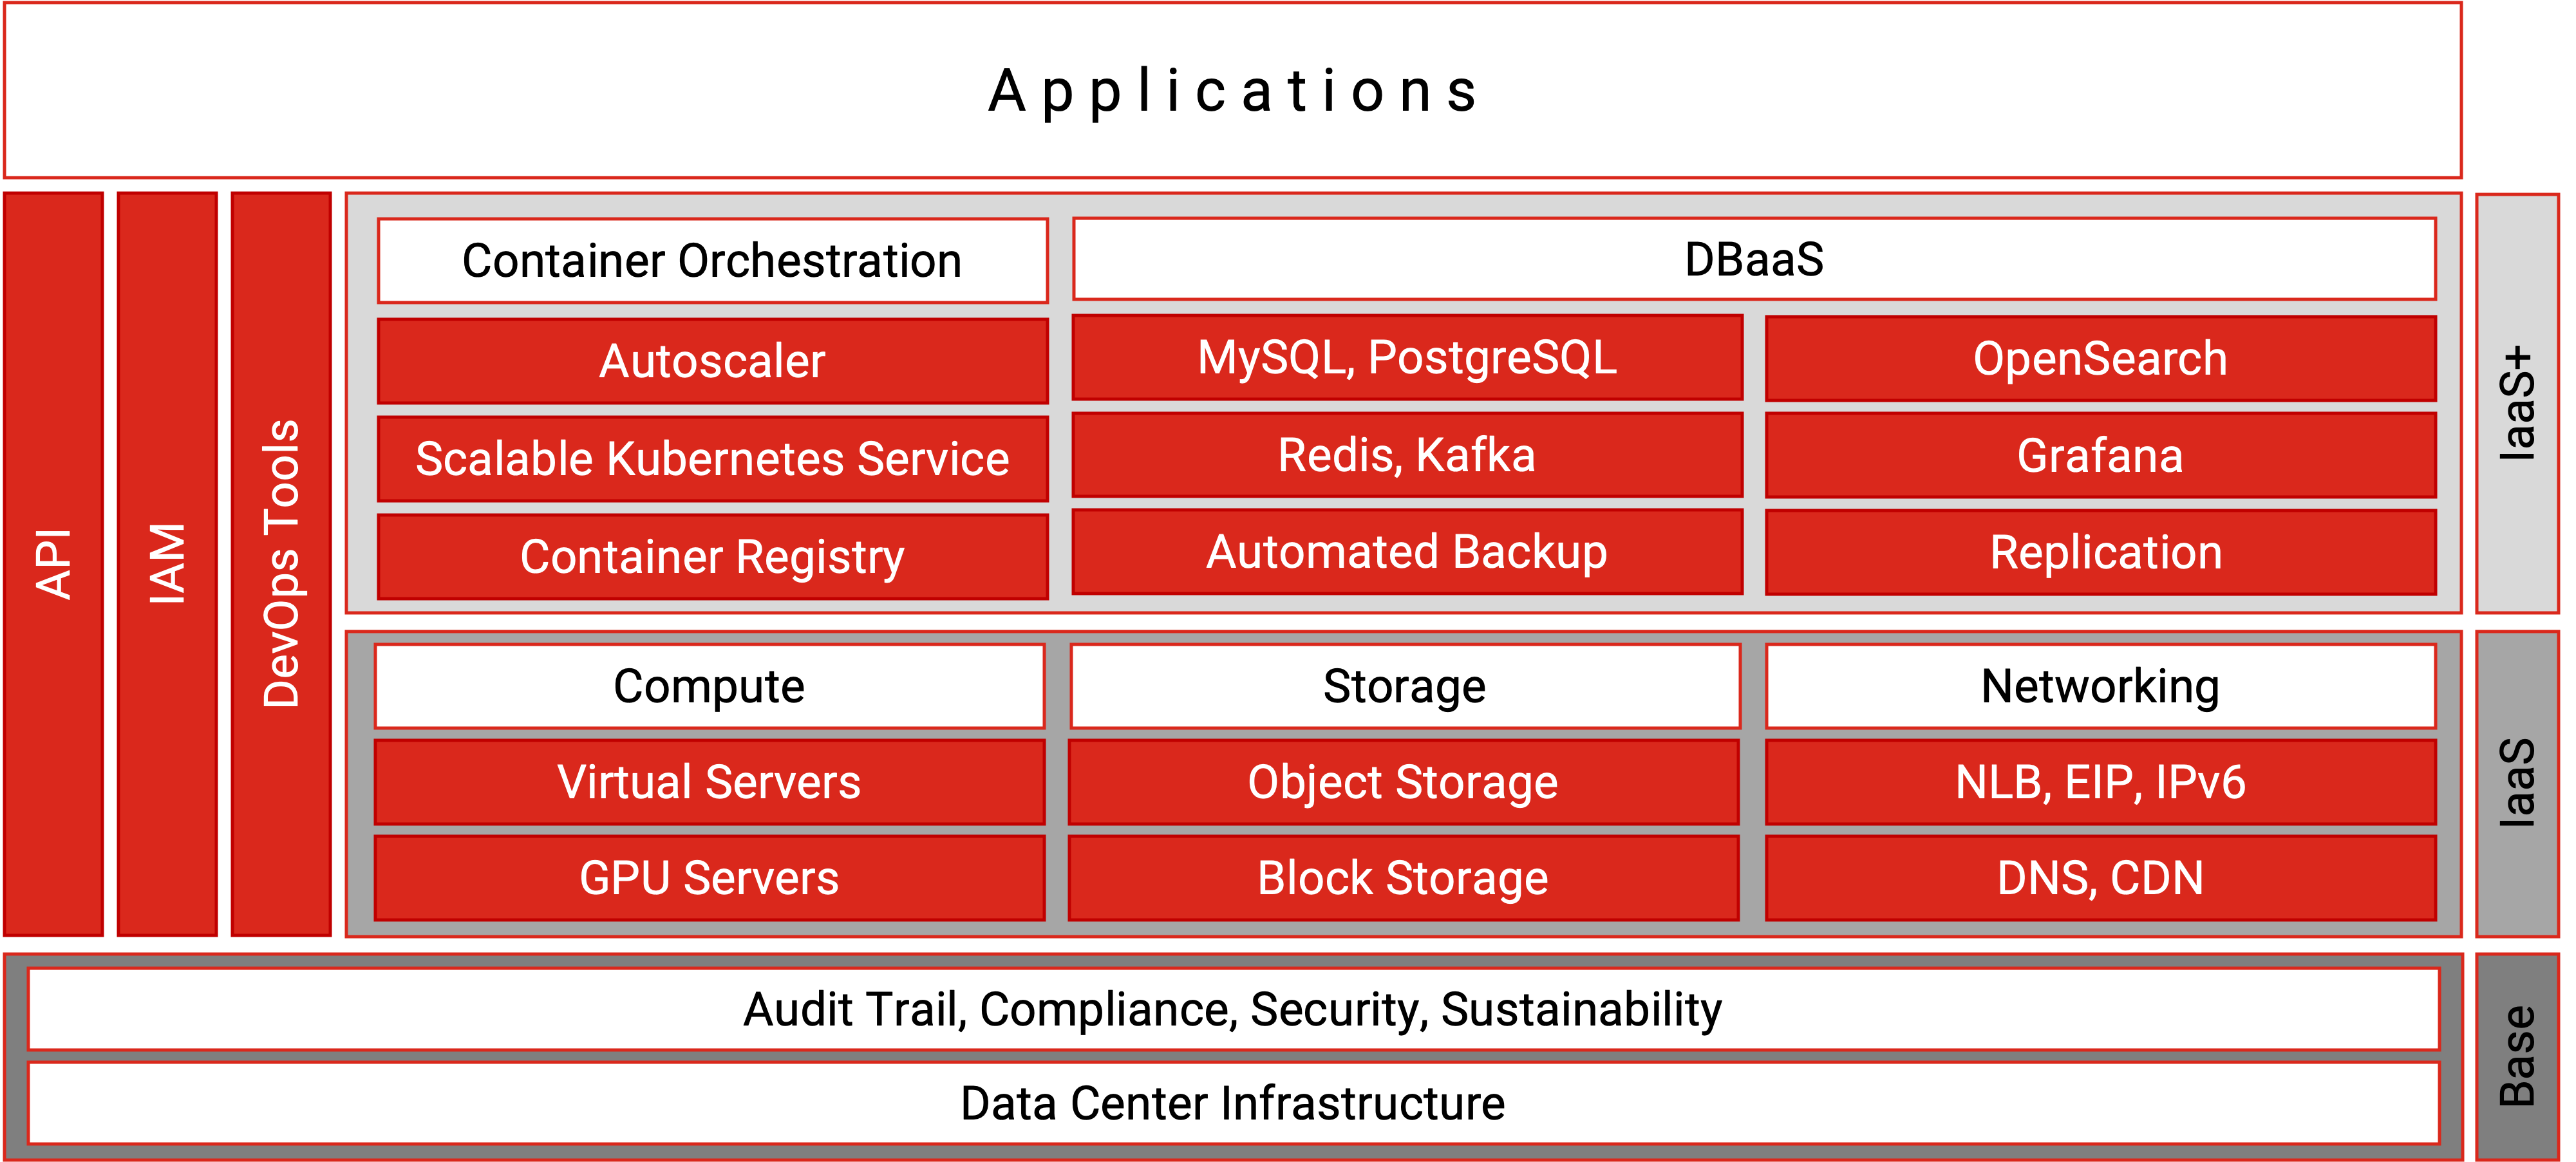 Applications
API
IAM
DevOps Tools
Container Orchestration
Autoscaler
Scalable Kubernetes Service
Container Registry
DBaaS
MySQL, PostgreSQL
Redis, Kafka
Automated Backup
OpenSearch
Grafana
Replication
IaaS+
Compute
Virtual Servers
GPU Servers
Storage
Object Storage
Block Storage
Networking
NLB, EIP, IPv6
DNS, CDN
IaaS
Audit Trail, Compliance, Security, Sustainability
Data Center Infrastructure
Base